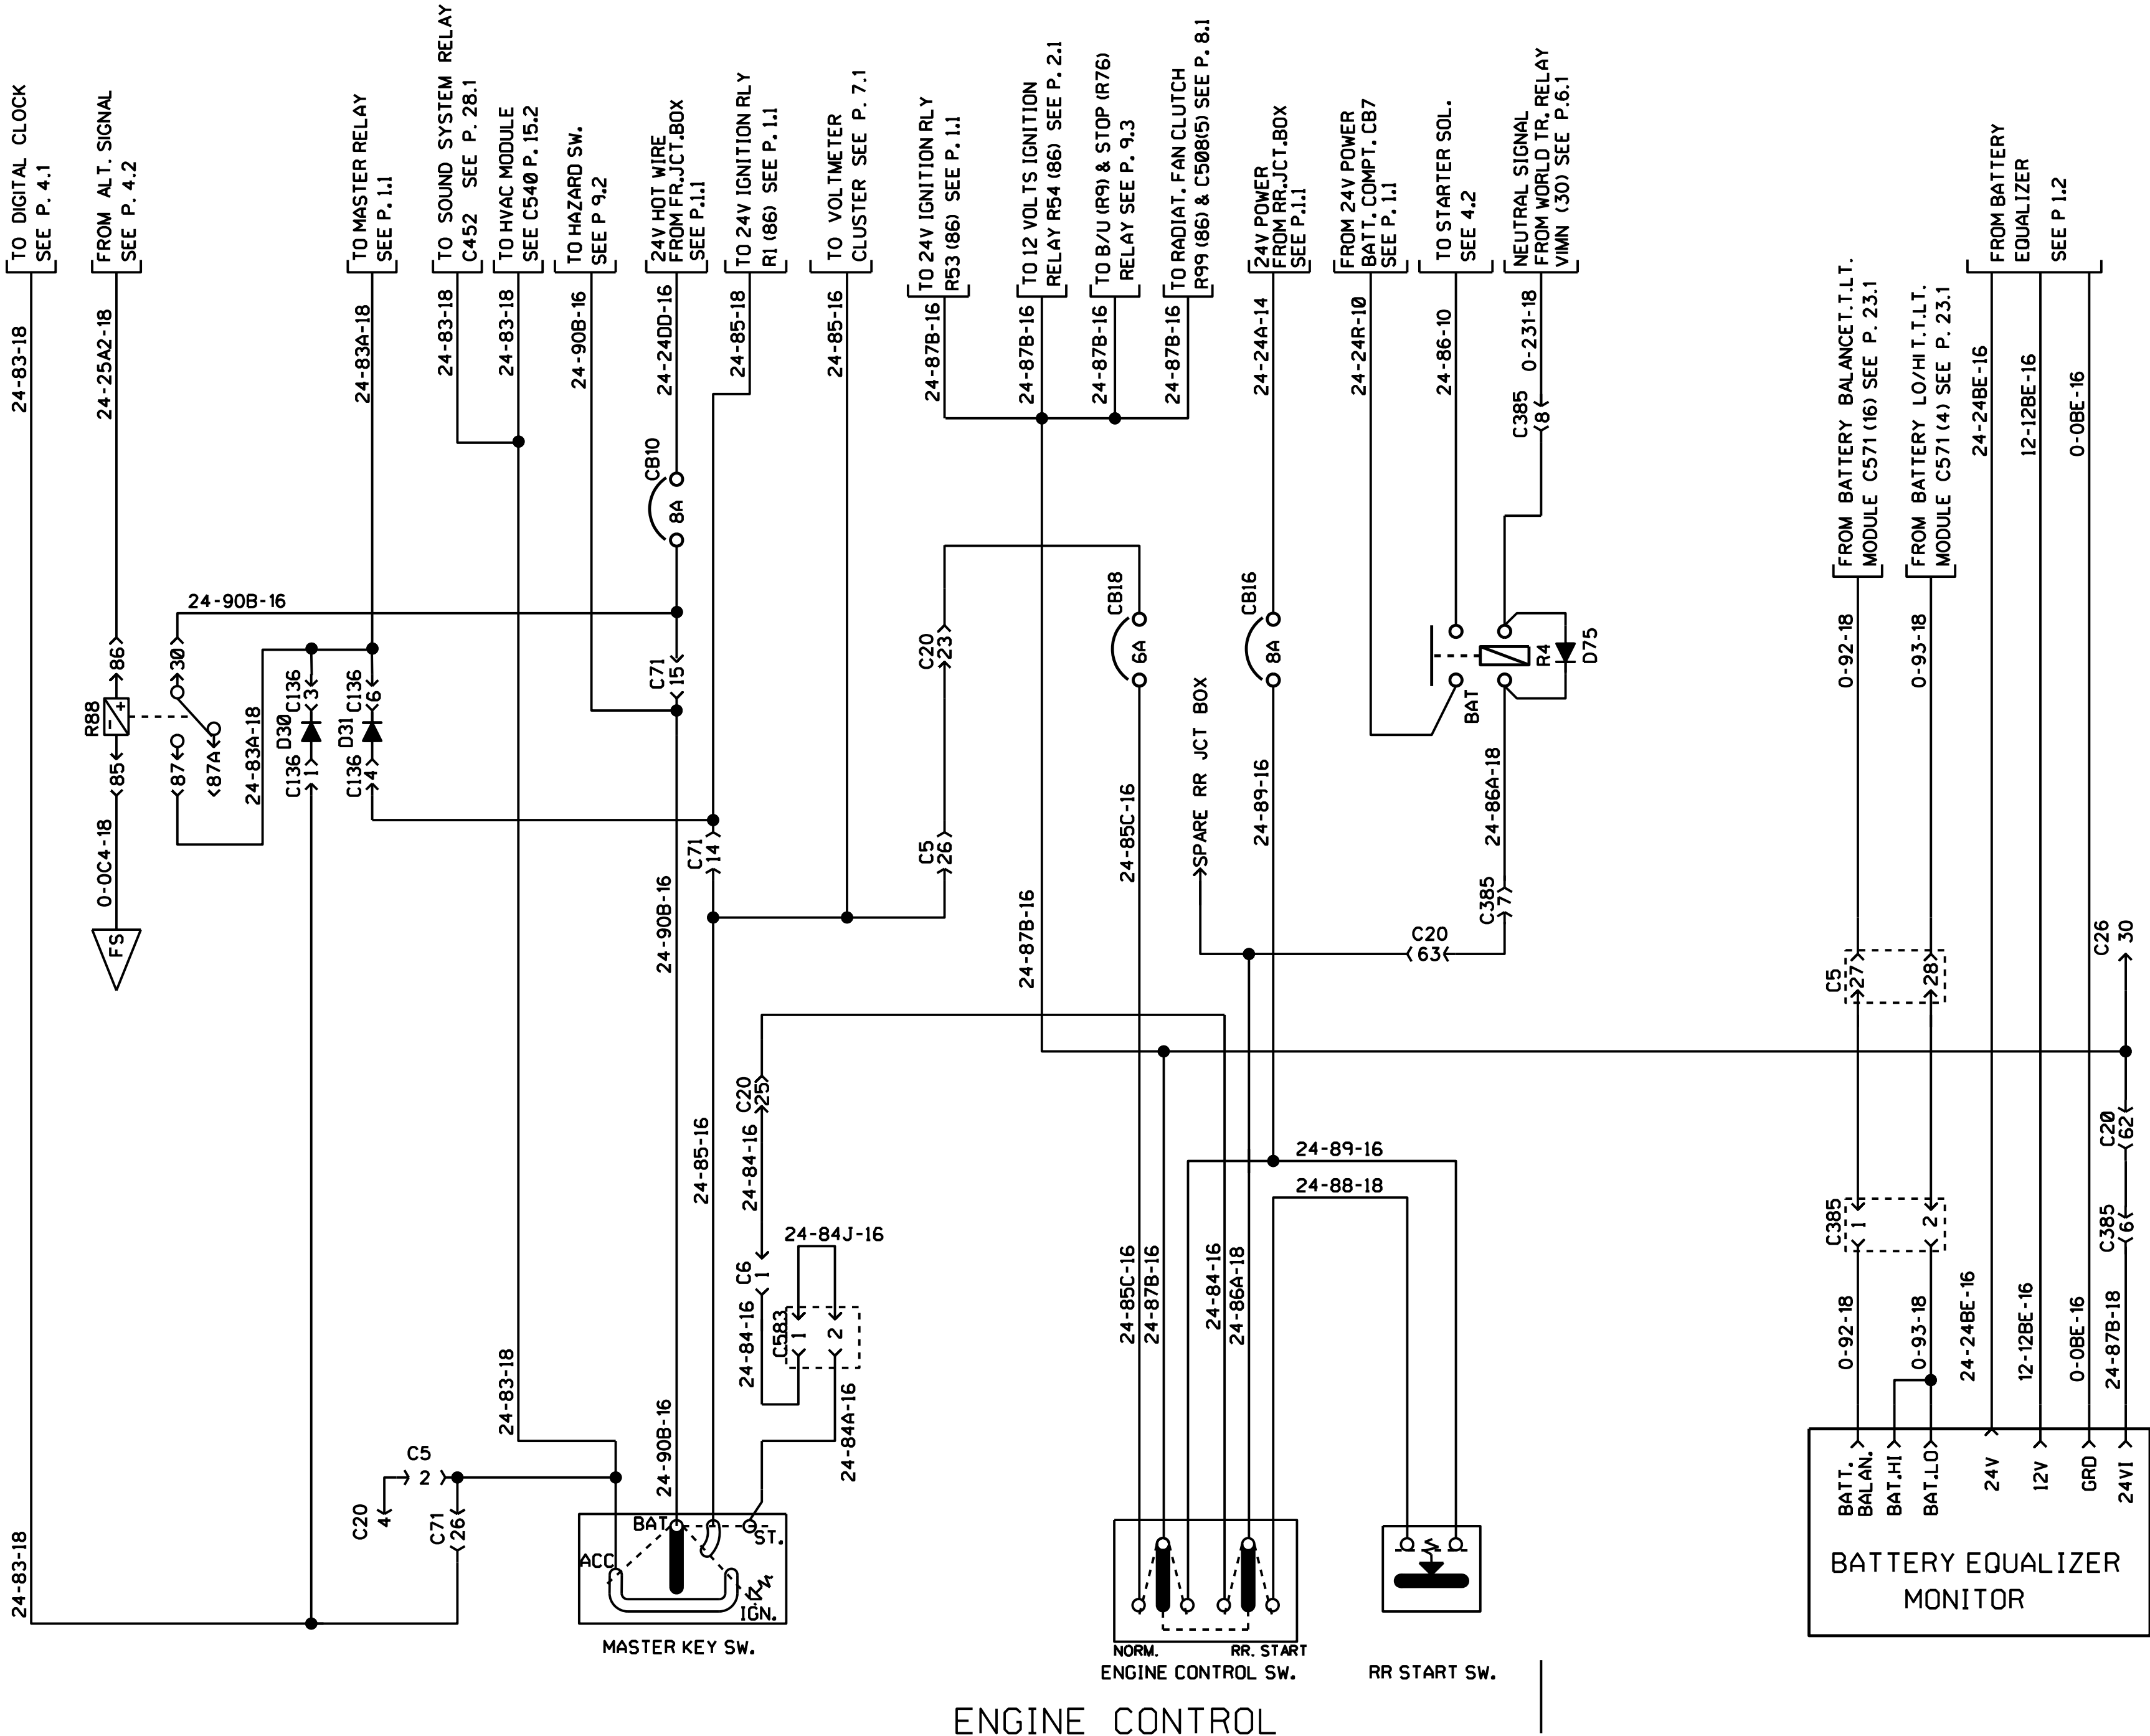 TO DIGITAL CLOCK
SEE P. 4.1
FROM ALT. SIGNAL
SEE P. 4.2
TO MASTER RELAY
SEE P. 1.1
TO SOUND SYSTEM RELAY
C452 SEE P. 28.1
TO HVAC MODULE
SEE C540 P. 15.2
TO HAZARD SW.
SEE P 9.2
24V HOT WIRE
FROM FR.JCT.BOX
SEE P.1.1
TO 24V IGNITION RLY
R1 (86) SEE P. 1.1
TO VOLTMETER
CLUSTER SEE P. 7.1
TO 24V IGNITION RLY
R53 (86) SEE P. 1.1
TO 12 VOLTS IGNITION
RELAY R54 (86) SEE P. 2.1
TO B/U (R9) & STOP (R76)
RELAY SEE P. 9.3
TO RADIAT. FAN CLUTCH
R99 (86) & C508(5) SEE P. 8.1
24V POWER
FROM RR.JCT.BOX
SEE P.1.1
FROM 24V POWER
BATT. COMPT. CB7
SEE P. 1.1
TO STARTER SOL.
SEE 4.2
NEUTRAL SIGNAL
FROM WORLD TR. RELAY
VIMN (30) SEE P.6.1
FROM BATTERY BALANCET.T.LT.
MODULE C571 (16) SEE P. 23.1
FROM BATTERY LO/HI T.T.LT.
MODULE C571 (4) SEE P. 23.1
FROM BATTERY
EQUALIZER
SEE P 1.2
24-83-18
24-25A2-18
24-83A-18
24-83-18
24-83-18
24-90B-16
24-24DD-16
24-85-18
24-85-16
24-87B-16
24-87B-16
24-87B-16
24-87B-16
24-24A-14
24-24R-10
24-86-10
0-231-18
C385
8
24-24BE-16
12-12BE-16
0-0BE-16
CB10
8A
24-90B-16
86
30
R88
- +
85
87
87A
24-83A-18
0-0C4-18
FS
D30
C136
3
C136
1
D31
C136
6
C136
4
C71
15
C71
14
24-90B-16
C20
23
C5
26
CB18
6A
CB16
8A
24-85C-16
SPARE RR JCT BOX
24-89-16
BAT
R4
D75
24-86A-18
C385
7
C20
63
24-87B-16
0-92-18
0-93-18
C5
27
28
C26
30
24-85-16
C20
25
24-84-16
C6
1
24-84J-16
24-84-16
C583
1
2
24-84A-16
24-89-16
24-88-18
24-85C-16
24-87B-16
24-84-16
24-86A-18
C20
62
C385
1
2
C385
6
0-92-18
0-93-18
24-24BE-16
12-12BE-16
0-0BE-16
24-87B-18
24-83-18
24-90B-16
C5
2
C20
4
C71
26
24-83-18
BAT
ACC
ST.
IGN.
MASTER KEY SW.
NORM.
RR. START
ENGINE CONTROL SW.
RR START SW.
BATT.
BALAN.
BAT.HI
BAT.LO
24V
12V
GRD
24VI
BATTERY EQUALIZER
MONITOR
ENGINE CONTROL